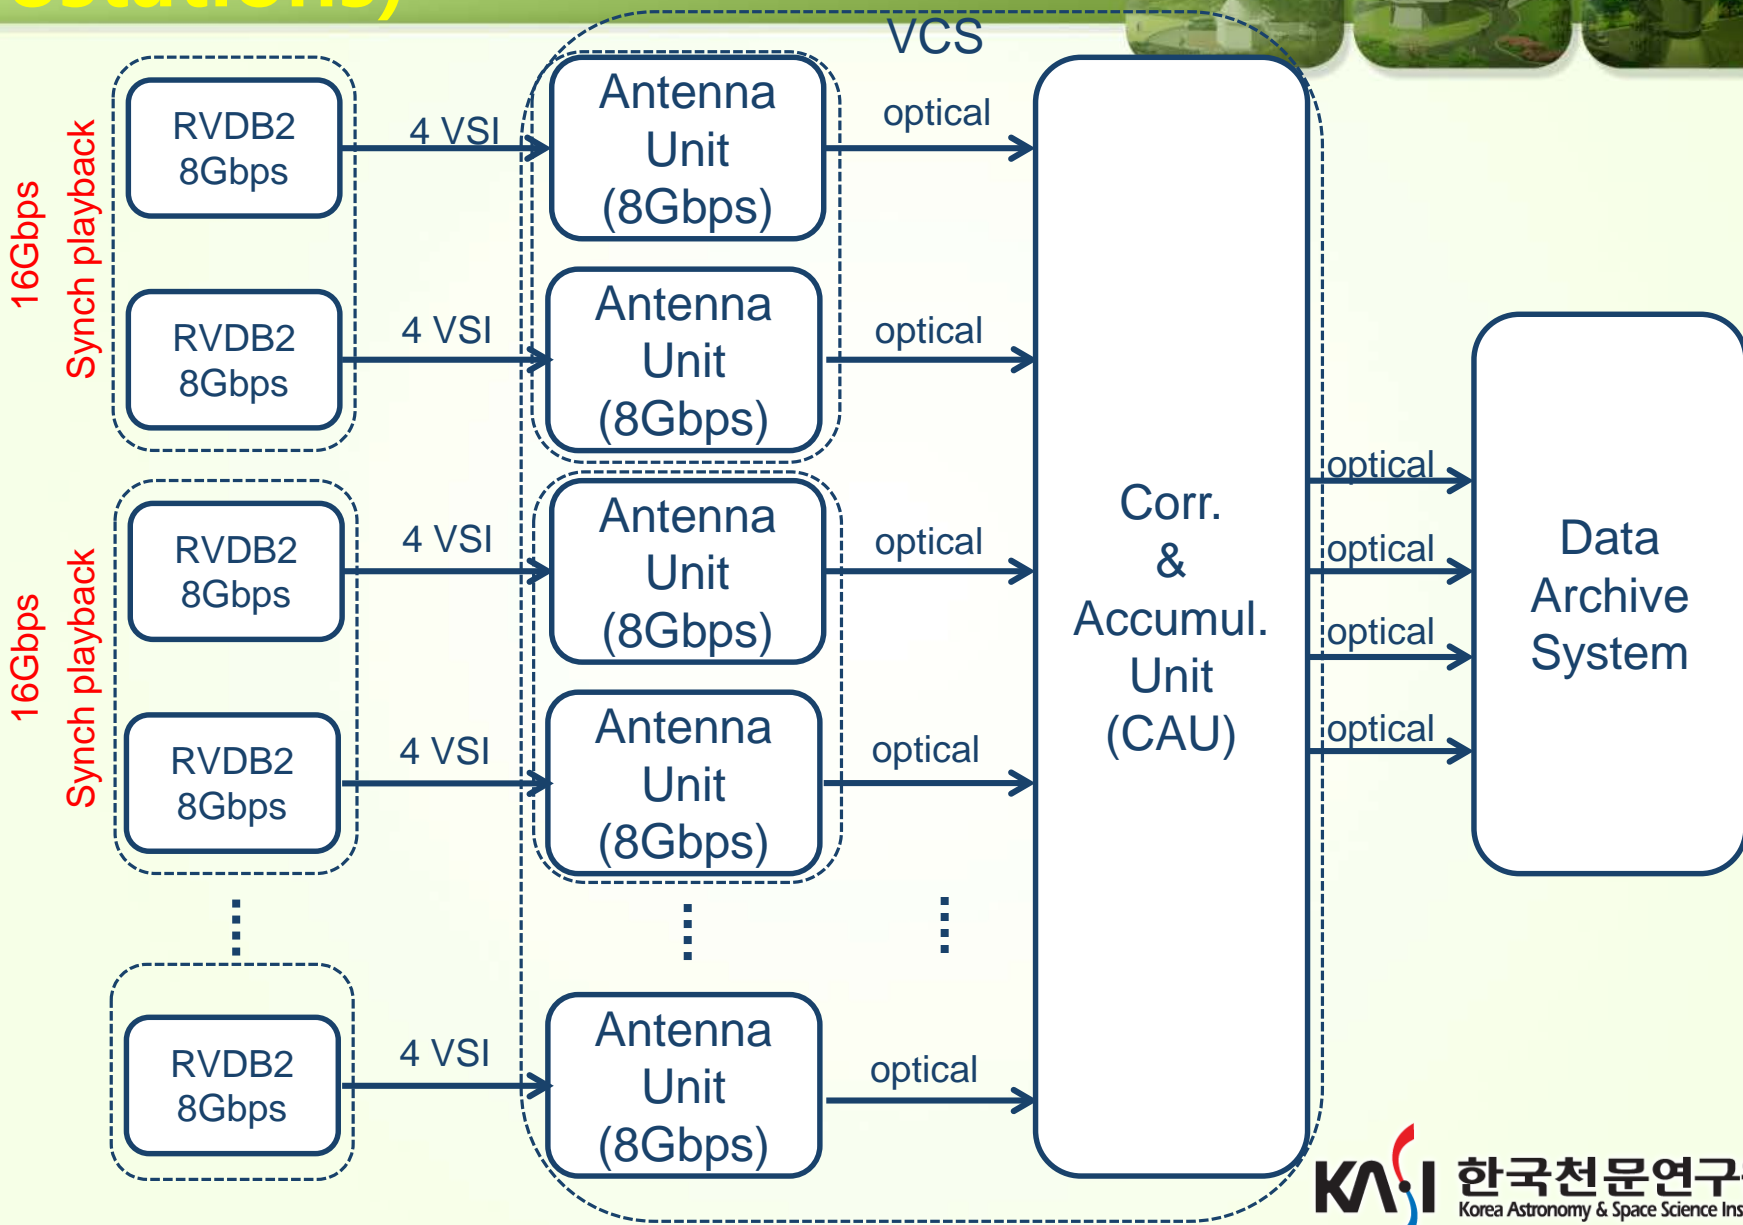 VCS
16Gbps
Synch playback
RVDB2
8Gbps
4 VSI
Antenna
Unit
(8Gbps)
optical
RVDB2
8Gbps
4 VSI
Antenna
Unit
(8Gbps)
optical
16Gbps
Synch playback
RVDB2
8Gbps
4 VSI
Antenna
Unit
(8Gbps)
optical
RVDB2
8Gbps
4 VSI
Antenna
Unit
(8Gbps)
optical
RVDB2
8Gbps
4 VSI
Antenna
Unit
(8Gbps)
optical
Corr.
&
Accumul.
Unit
(CAU)
optical
optical
optical
optical
Data
Archive
System
KASI
한국천문연구
Korea Astronomy & Space Science Ins